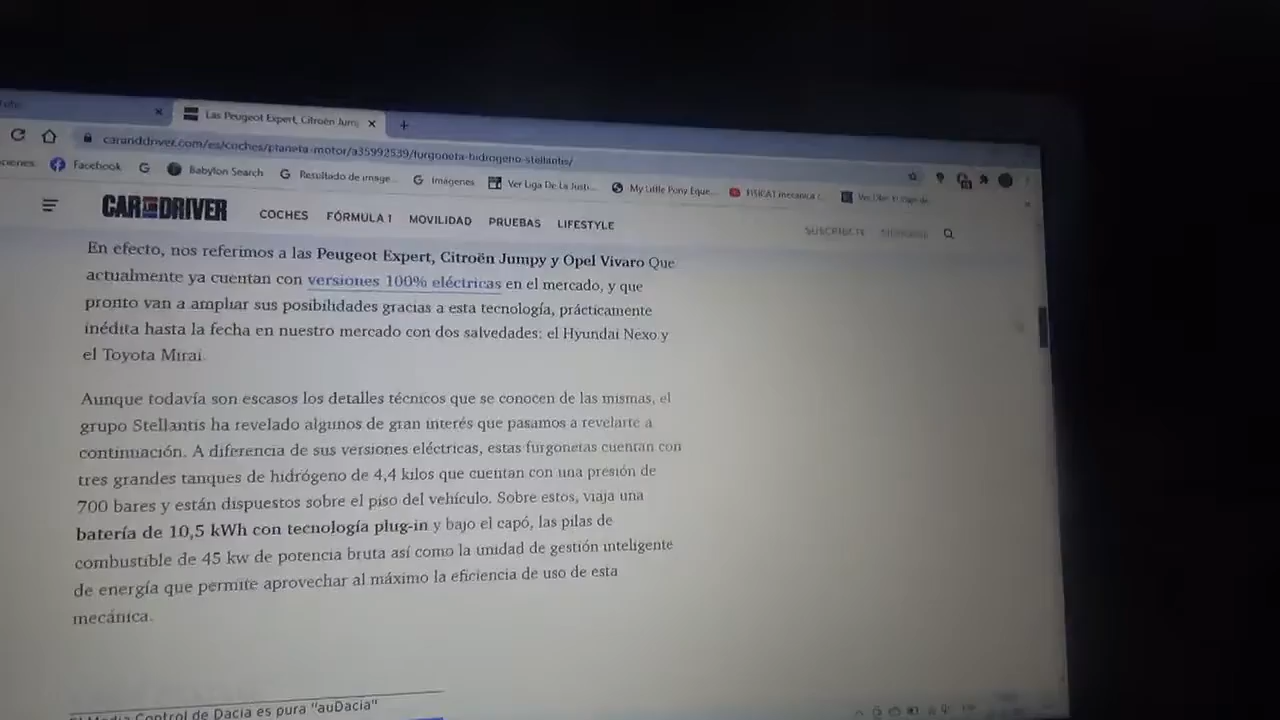 Las Peugeot Expert, Citroën Jum
caranddriver.com/es/coches/planeta-motor/a35992539/furgoneta-hidrogeno-stellantis/
Facebook G Babylon Search G Resultado de image... G Imágenes Ver Liga De La Justi... My Little Pony Eque...
CAR DRIVER COCHES FÓRMULA 1 MOVILIDAD PRUEBAS LIFESTYLE SUSCRÍBETE
En efecto, nos referimos a las Peugeot Expert, Citroën Jumpy y Opel Vivaro Que
actualmente ya cuentan con versiones 100% eléctricas en el mercado, y que
pronto van a ampliar sus posibilidades gracias a esta tecnología, prácticamente
inédita hasta la fecha en nuestro mercado con dos salvedades: el Hyundai Nexo y
el Toyota Mirai.
Aunque todavía son escasos los detalles técnicos que se conocen de las mismas, el
grupo Stellantis ha revelado algunos de gran interés que pasamos a revelarte a
continuación. A diferencia de sus versiones eléctricas, estas furgonetas cuentan con
tres grandes tanques de hidrógeno de 4,4 kilos que cuentan con una presión de
700 bares y están dispuestos sobre el piso del vehículo. Sobre estos, viaja una
batería de 10,5 kWh con tecnología plug-in y bajo el capó, las pilas de
combustible de 45 kw de potencia bruta así como la unidad de gestión inteligente
de energía que permite aprovechar al máximo la eficiencia de uso de esta
mecánica.
El Media Control de Dacia es pura "auDacia"